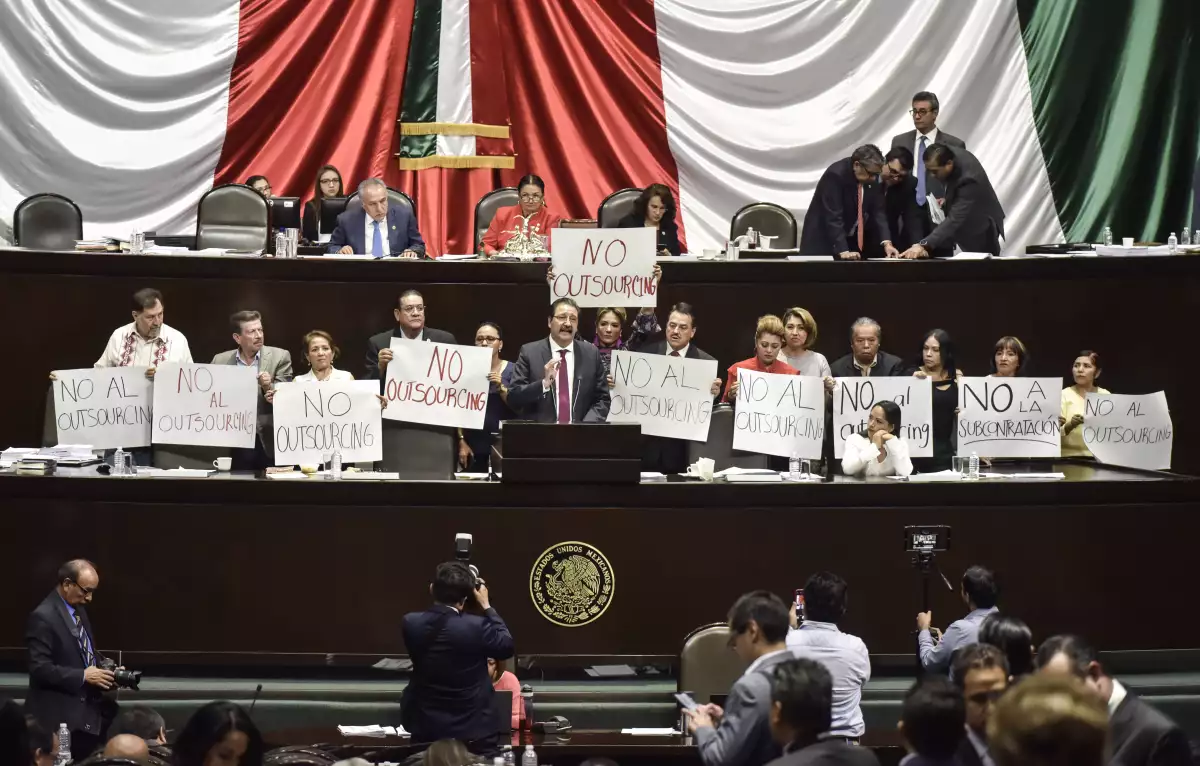 NO
OUTSOURCING
NO AL
OUTSOURCING
NO
AL
OUTSOURCING
NO
OUTSOURCING
NO AL
OUTSOURCING
NO AL
OUTSOURCING
NO AL
OUTSOURCING
NO AL
NO A
LA
SUBCONTRATACIÓN
NO AL
OUTSOURCING
ESTADOS UNIDOS MEXICANOS